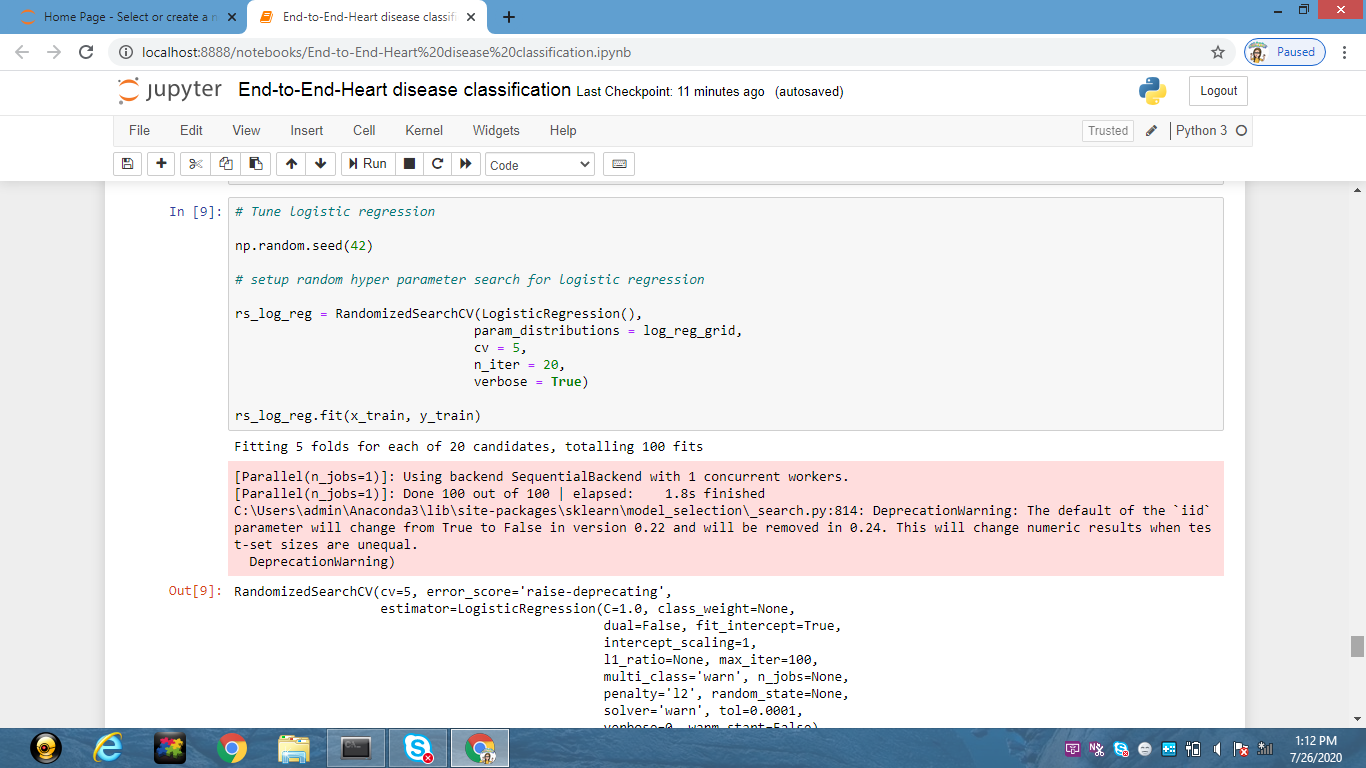 Home Page - Select or create a n
End-to-End-Heart disease classifi
localhost:8888/notebooks/End-to-End-Heart%20disease%20classification.ipynb
Paused
jupyter End-to-End-Heart disease classification Last Checkpoint: 11 minutes ago (autosaved)
Logout
File Edit View Insert Cell Kernel Widgets Help
Trusted
Python 3
Run
Code
In [9]: # Tune logistic regression
np.random.seed(42)
# setup random hyper parameter search for logistic regression
rs_log_reg = RandomizedSearchCV(LogisticRegression(),
param_distributions = log_reg_grid,
cv = 5,
n_iter = 20,
verbose = True)
rs_log_reg.fit(x_train, y_train)
Fitting 5 folds for each of 20 candidates, totalling 100 fits
[Parallel(n_jobs=1)]: Using backend SequentialBackend with 1 concurrent workers.
[Parallel(n_jobs=1)]: Done 100 out of 100 | elapsed:    1.8s finished
C:\Users\admin\Anaconda3\lib\site-packages\sklearn\model_selection\_search.py:814: DeprecationWarning: The default of the `iid`
parameter will change from True to False in version 0.22 and will be removed in 0.24. This will change numeric results when tes
t-set sizes are unequal.
DeprecationWarning)
Out[9]: RandomizedSearchCV(cv=5, error_score='raise-deprecating',
estimator=LogisticRegression(C=1.0, class_weight=None,
dual=False, fit_intercept=True,
intercept_scaling=1,
l1_ratio=None, max_iter=100,
multi_class='warn', n_jobs=None,
penalty='l2', random_state=None,
solver='warn', tol=0.0001,
verbose=0, warm_start=False)
1:12 PM
7/26/2020